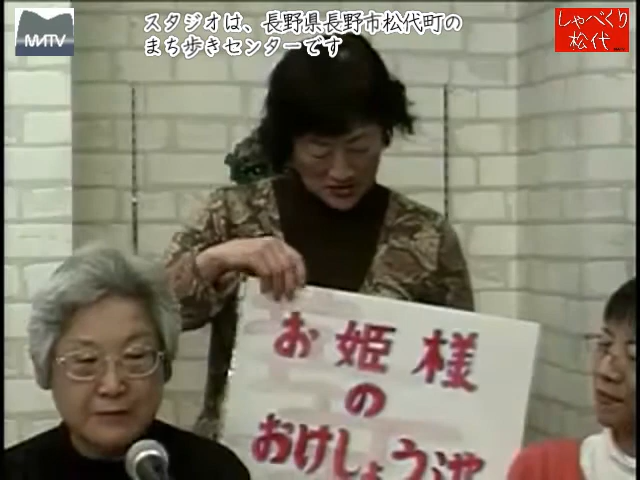 MATV
スタジオは、長野県長野市松代町の
まち歩きセンターです
しゃべくり
松代
お姫様
の
おけしょう池